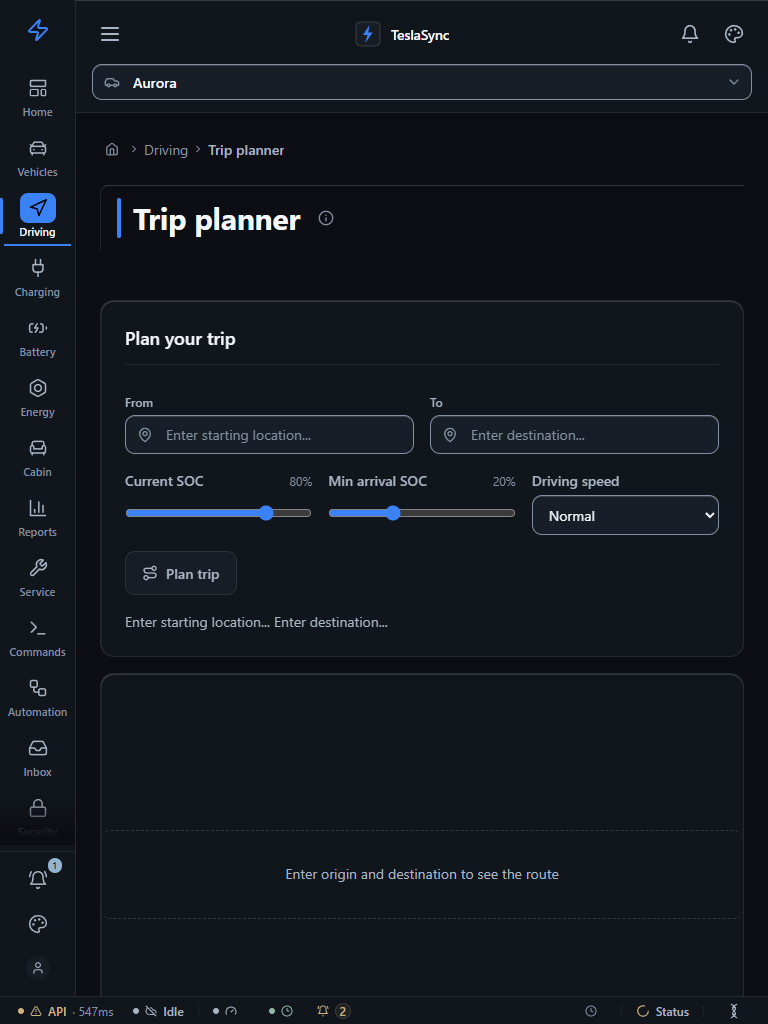 TeslaSync
Aurora
Home
Vehicles
Driving
Charging
Battery
Energy
Cabin
Reports
Service
Commands
Automation
Inbox
Security
1
Driving
Trip planner
Trip planner
Plan your trip
From
To
Enter starting location...
Enter destination...
Current SOC
80%
Min arrival SOC
20%
Driving speed
Normal
Plan trip
Enter starting location... Enter destination...
Enter origin and destination to see the route
API · 547ms
Idle
2
Status